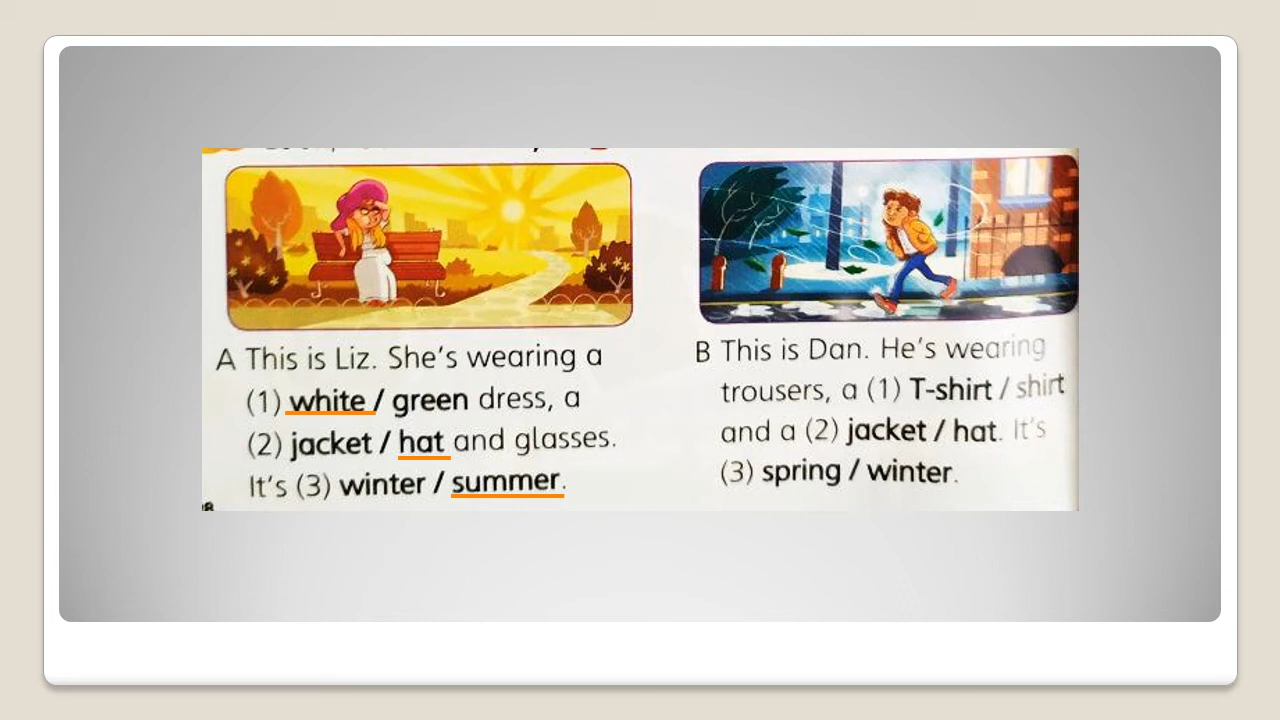 A This is Liz. She's wearing a
(1) white / green dress, a
(2) jacket / hat and glasses.
It's (3) winter / summer.
B This is Dan. He's wearing
trousers, a (1) T-shirt / shirt
and a (2) jacket / hat. It's
(3) spring / winter.